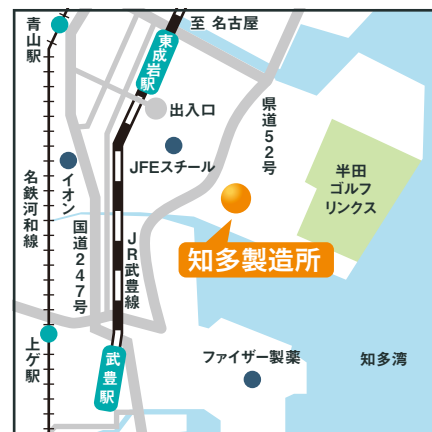 青山駅
至 名古屋
東成岩駅
出入口
県道52号
JFEスチール
イオン
半田
ゴルフ
リンクス
名鉄河和線
国道247号
JR武豊線
知多製造所
上ゲ駅
武豊駅
ファイザー製薬
知多湾